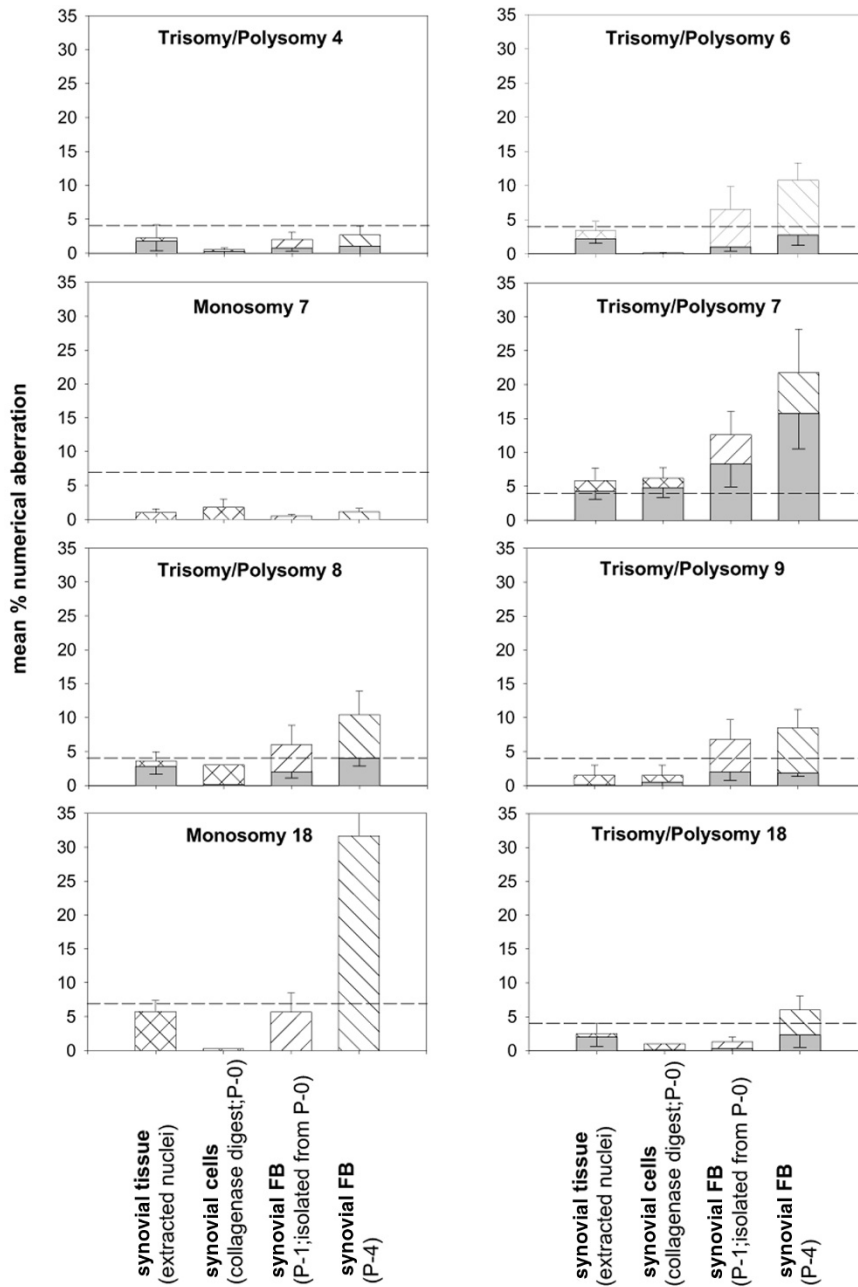 mean % numerical aberration
Trisomy/Polysomy 4
35
30
25
20
15
10
5
0
Trisomy/Polysomy 6
35
30
25
20
15
10
5
0
Monosomy 7
35
30
25
20
15
10
5
0
Trisomy/Polysomy 7
35
30
25
20
15
10
5
0
Trisomy/Polysomy 8
35
30
25
20
15
10
5
0
Trisomy/Polysomy 9
35
30
25
20
15
10
5
0
Monosomy 18
35
30
25
20
15
10
5
0
Trisomy/Polysomy 18
35
30
25
20
15
10
5
0
synovial tissue
(extracted nuclei)
synovial cells
(collagenase digest;P-0)
synovial FB
(P-1;isolated from P-0)
synovial FB
(P-4)
synovial tissue
(extracted nuclei)
synovial cells
(collagenase digest;P-0)
synovial FB
(P-1;isolated from P-0)
synovial FB
(P-4)